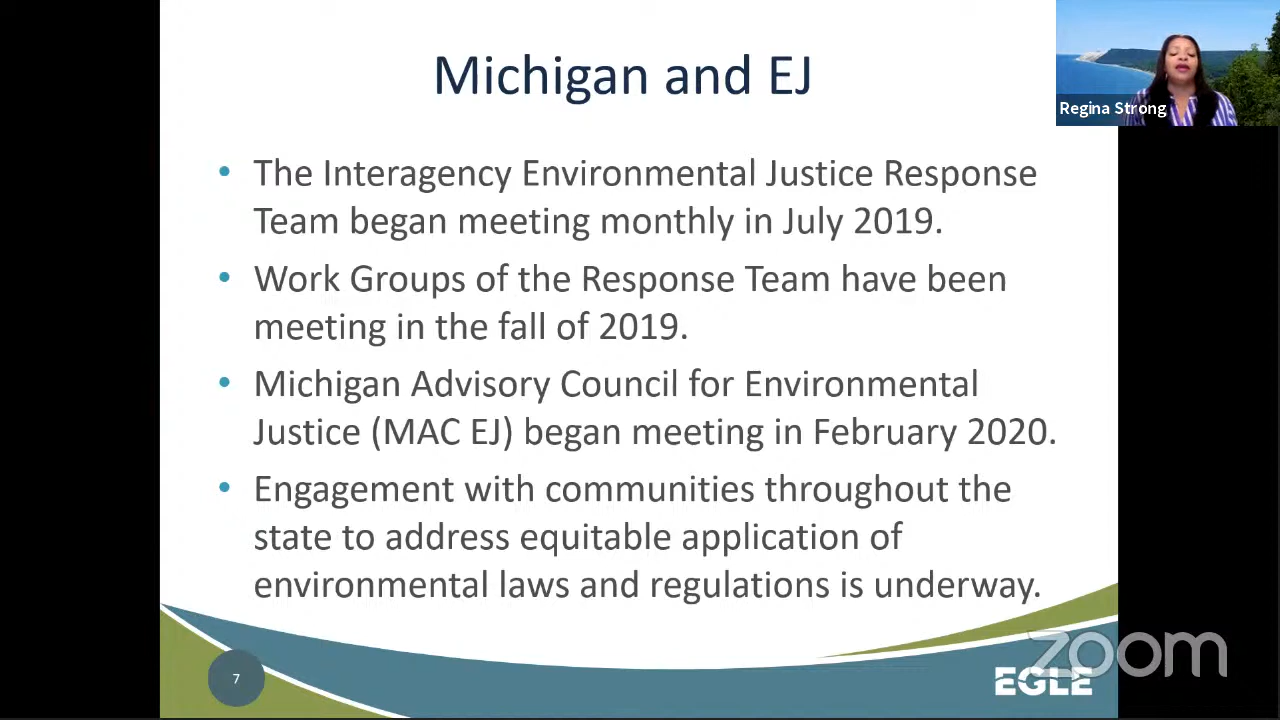 Michigan and EJ
Regina Strong
• The Interagency Environmental Justice Response
Team began meeting monthly in July 2019.
• Work Groups of the Response Team have been
meeting in the fall of 2019.
• Michigan Advisory Council for Environmental
Justice (MAC EJ) began meeting in February 2020.
• Engagement with communities throughout the
state to address equitable application of
environmental laws and regulations is underway.
7
EGLE
zoom